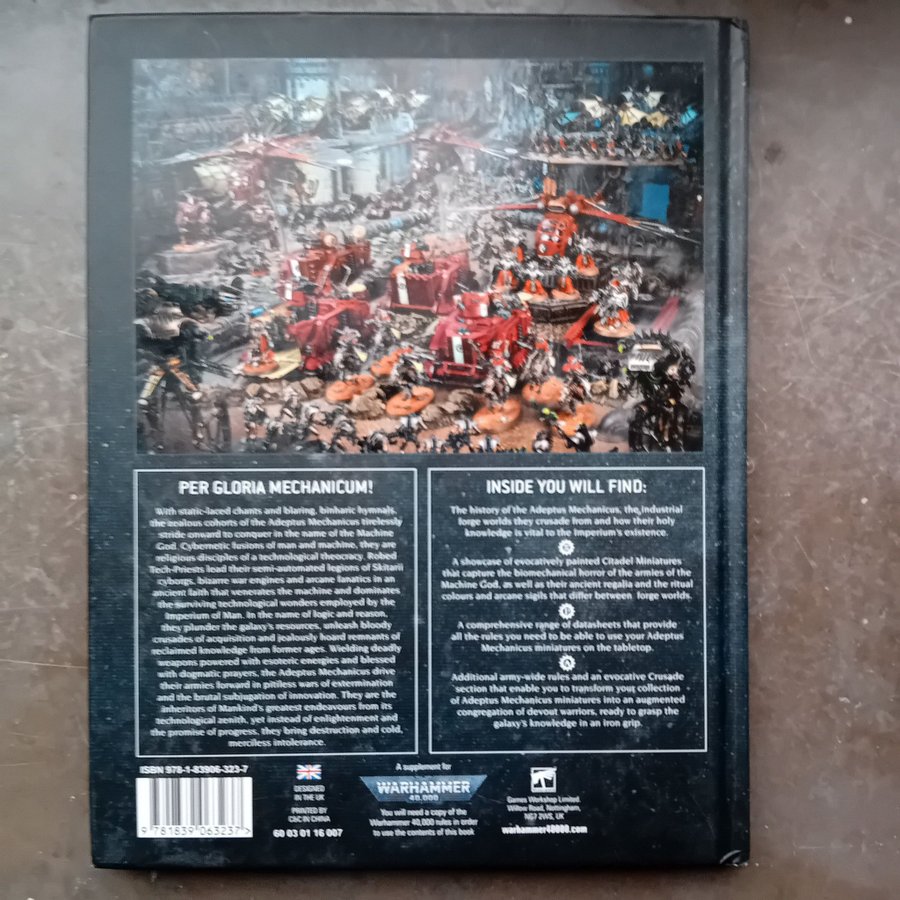 PER GLORIA MECHANICUM!
With static-laced chants and blaring, binharic hymnals,
the zealous cohorts of the Adeptus Mechanicus tirelessly
stride onward to conquer in the name of the Machine
God. Cybernetic fusions of man and machine, they are
religious disciples of a technological theocracy. Robed
Tech-Priests lead their semi-automated legions of Skitarii
cyborgs, bizarre war engines and arcane fanatics in an
ancient faith that venerates the machine and dominates
the surviving technological wonders employed by the
Imperium of Man. In the name of logic and reason,
they plunder the galaxy's resources, unleash bloody
crusades of acquisition and jealously hoard remnants of
reclaimed knowledge from former ages. Wielding deadly
weapons powered with esoteric energies and blessed
with dogmatic prayers, the Adeptus Mechanicus drive
their armies forward in pitiless wars of extermination
and the brutal subjugation of innovation. They are the
inheritors of Mankind's greatest endeavours from its
technological zenith, yet instead of enlightenment and
the promise of progress, they bring destruction and cold,
merciless intolerance.
INSIDE YOU WILL FIND:
The history of the Adeptus Mechanicus, the industrial
forge worlds they crusade from and how their holy
knowledge is vital to the Imperium's existence.
A showcase of evocatively painted Citadel Miniatures
that capture the biomechanical horror of the armies of the
Machine God, as well as their ancient regalia and the ritual
colours and arcane sigils that differ between forge worlds.
A comprehensive range of datasheets that provide
all the rules you need to be able to use your Adeptus
Mechanicus miniatures on the tabletop.
Additional army-wide rules and an evocative Crusade
section that enable you to transform your collection
of Adeptus Mechanicus miniatures into an augmented
congregation of devout warriors, ready to grasp the
galaxy's knowledge in an iron grip.
ISBN 978-1-83906-323-7
9 781839 063237 >
DESIGNED
IN THE UK
PRINTED BY
C&C IN CHINA
60 03 01 16 007
A supplement for
WARHAMMER
40,000
You will need a copy of the
Warhammer 40,000 rules in order
to use the contents of this book
Games Workshop Limited,
Willow Road, Nottingham,
NG7 2WS, UK
warhammer40000.com